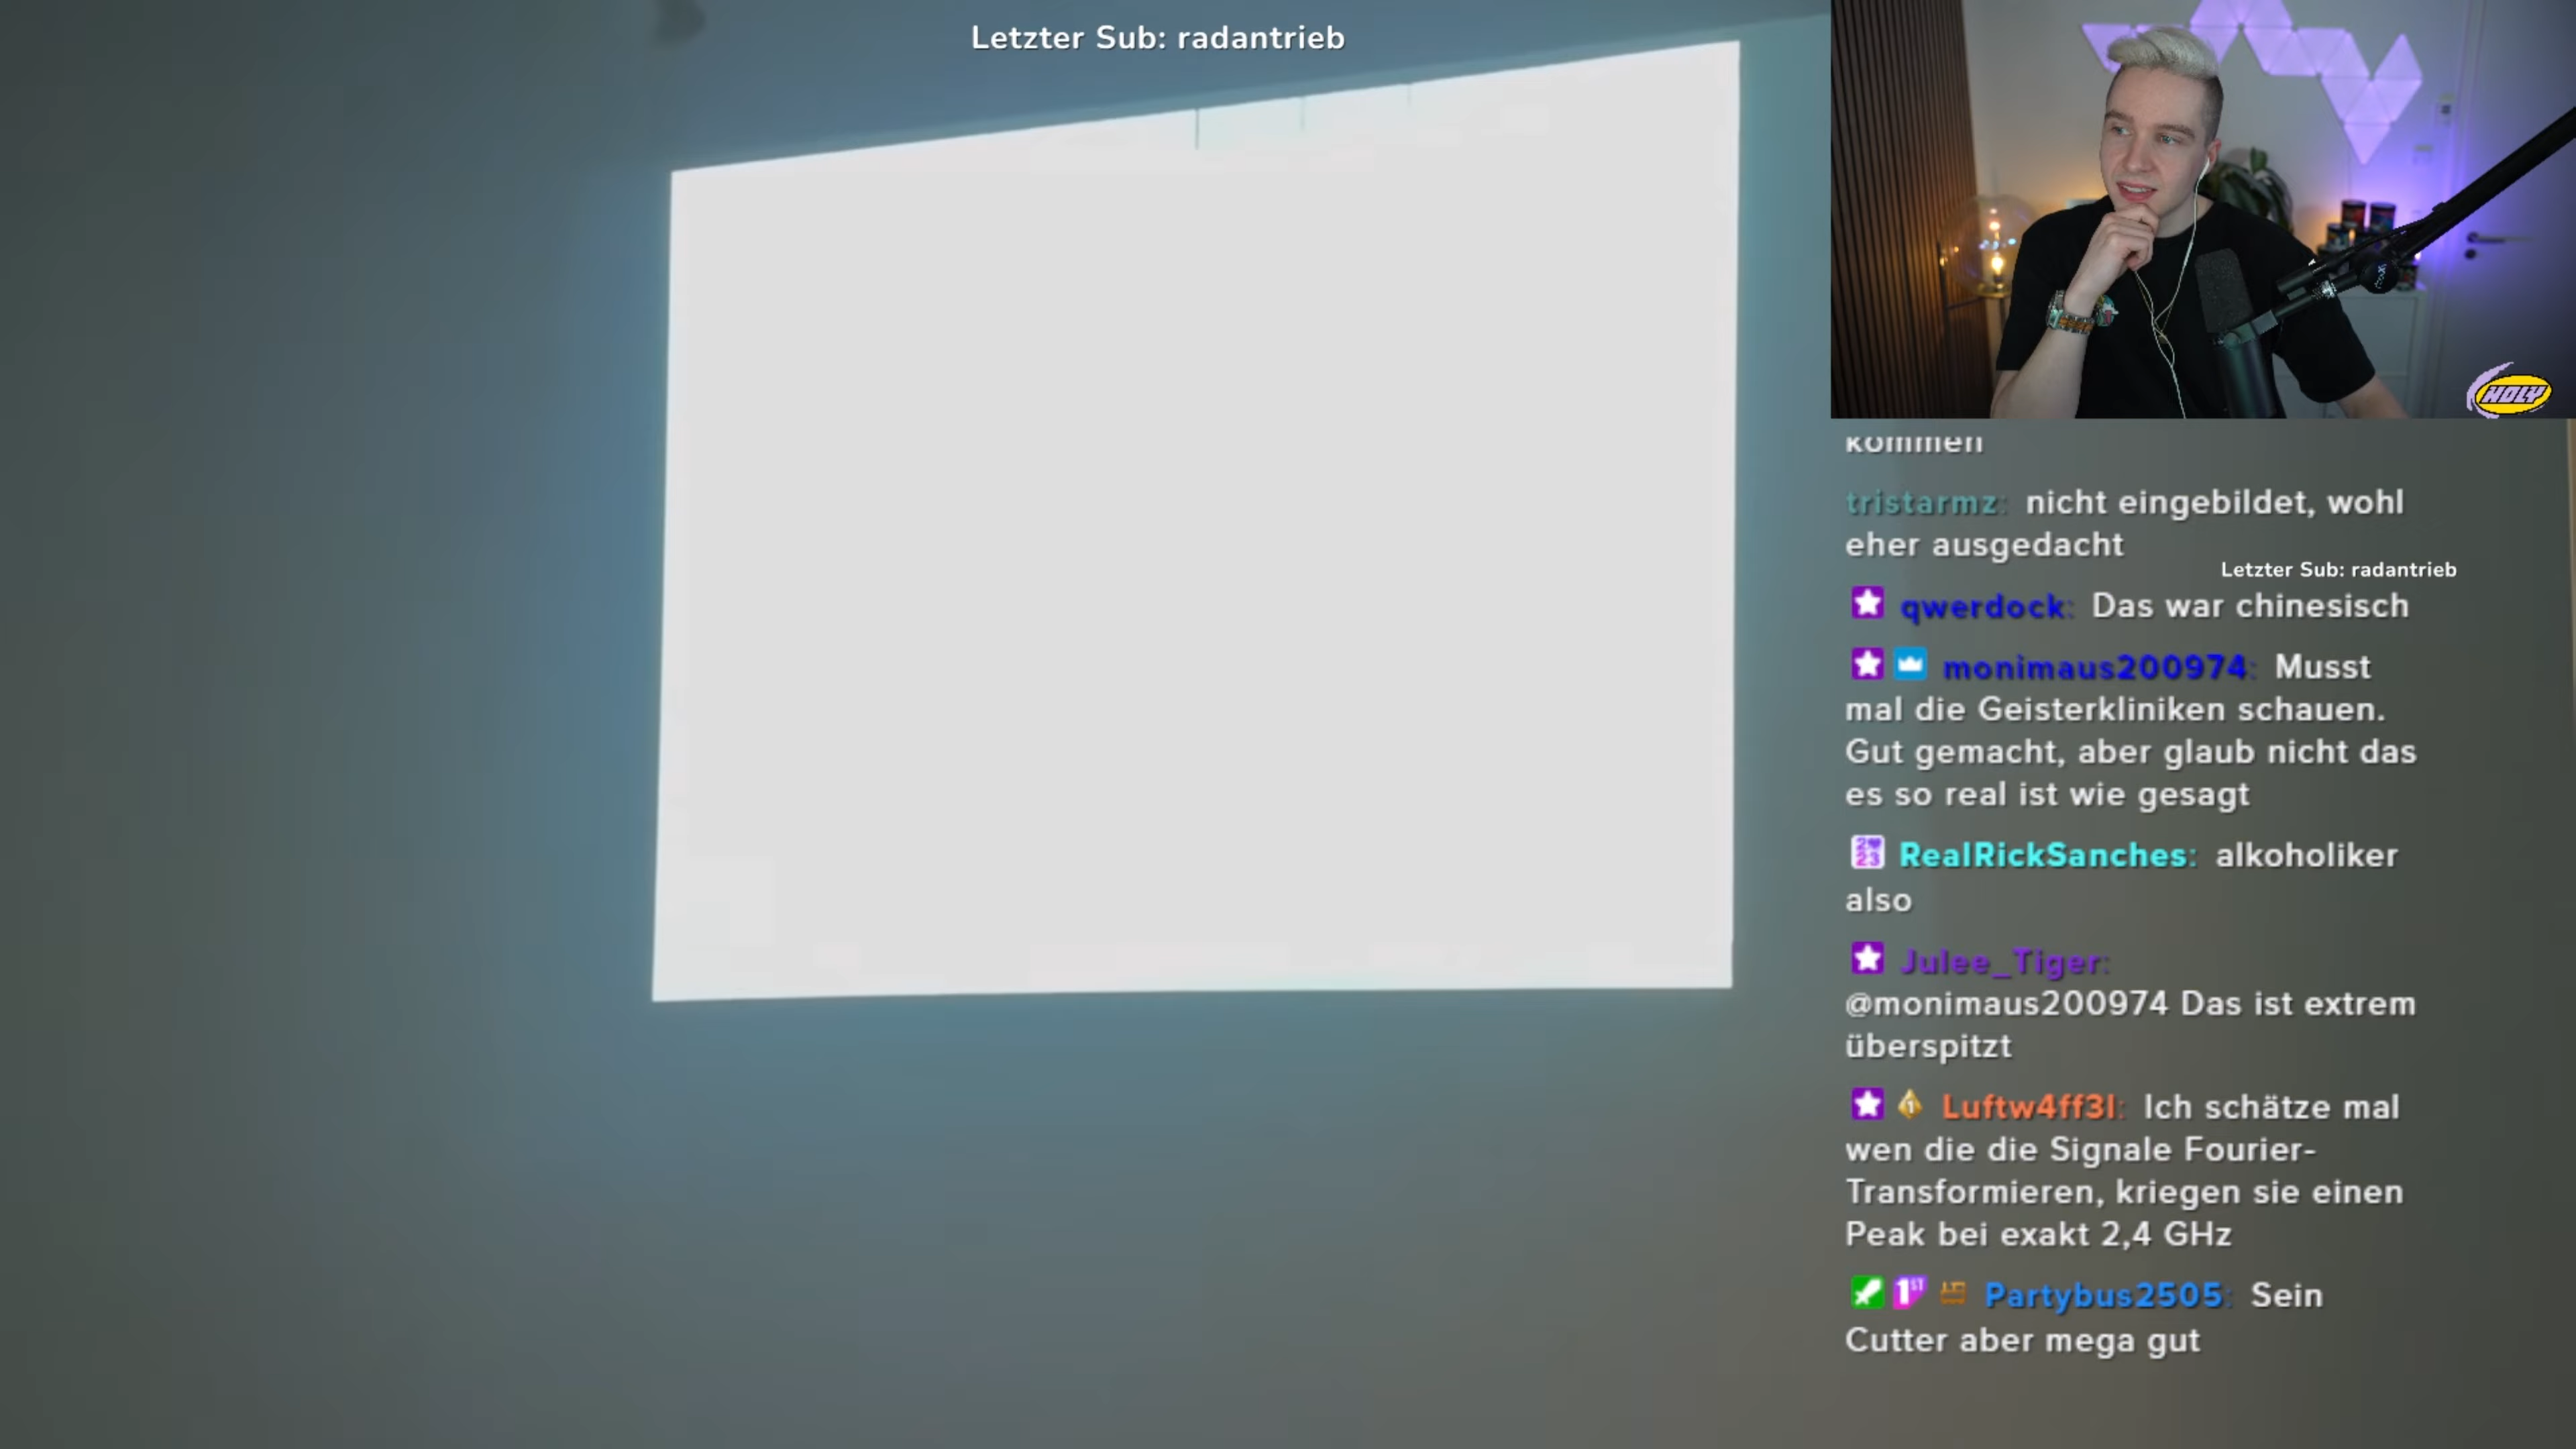 Letzter Sub: radantrieb
HOLY
kommen
tristarmz: nicht eingebildet, wohl
eher ausgedacht
Letzter Sub: radantrieb
qwerdock: Das war chinesisch
monimaus200974: Musst
mal die Geisterkliniken schauen.
Gut gemacht, aber glaub nicht das
es so real ist wie gesagt
RealRickSanches: alkoholiker
also
Julee_Tiger:
@monimaus200974 Das ist extrem
überspitzt
Luftw4ff3l: Ich schätze mal
wen die die Signale Fourier-
Transformieren, kriegen sie einen
Peak bei exakt 2,4 GHz
1ST Partybus2505: Sein
Cutter aber mega gut